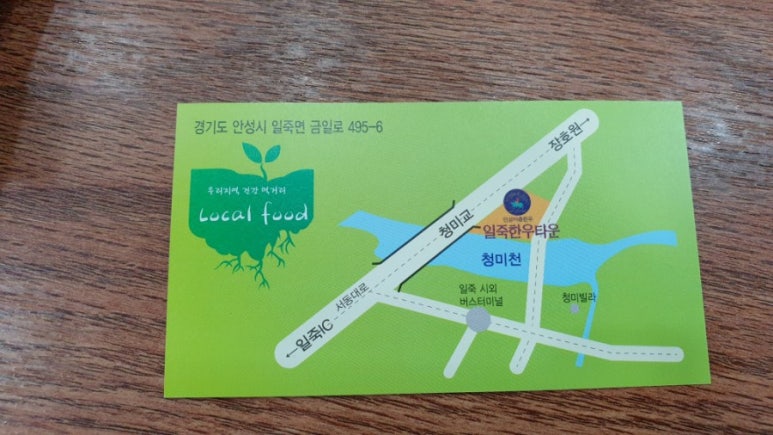 경기도 안성시 일죽면 금일로 495-6
우리지역, 건강 먹거리
Local food
장호원→
청미교
일죽한우타운
청미천
서동대로
←일죽IC
일죽 시외
버스터미널
청미빌라